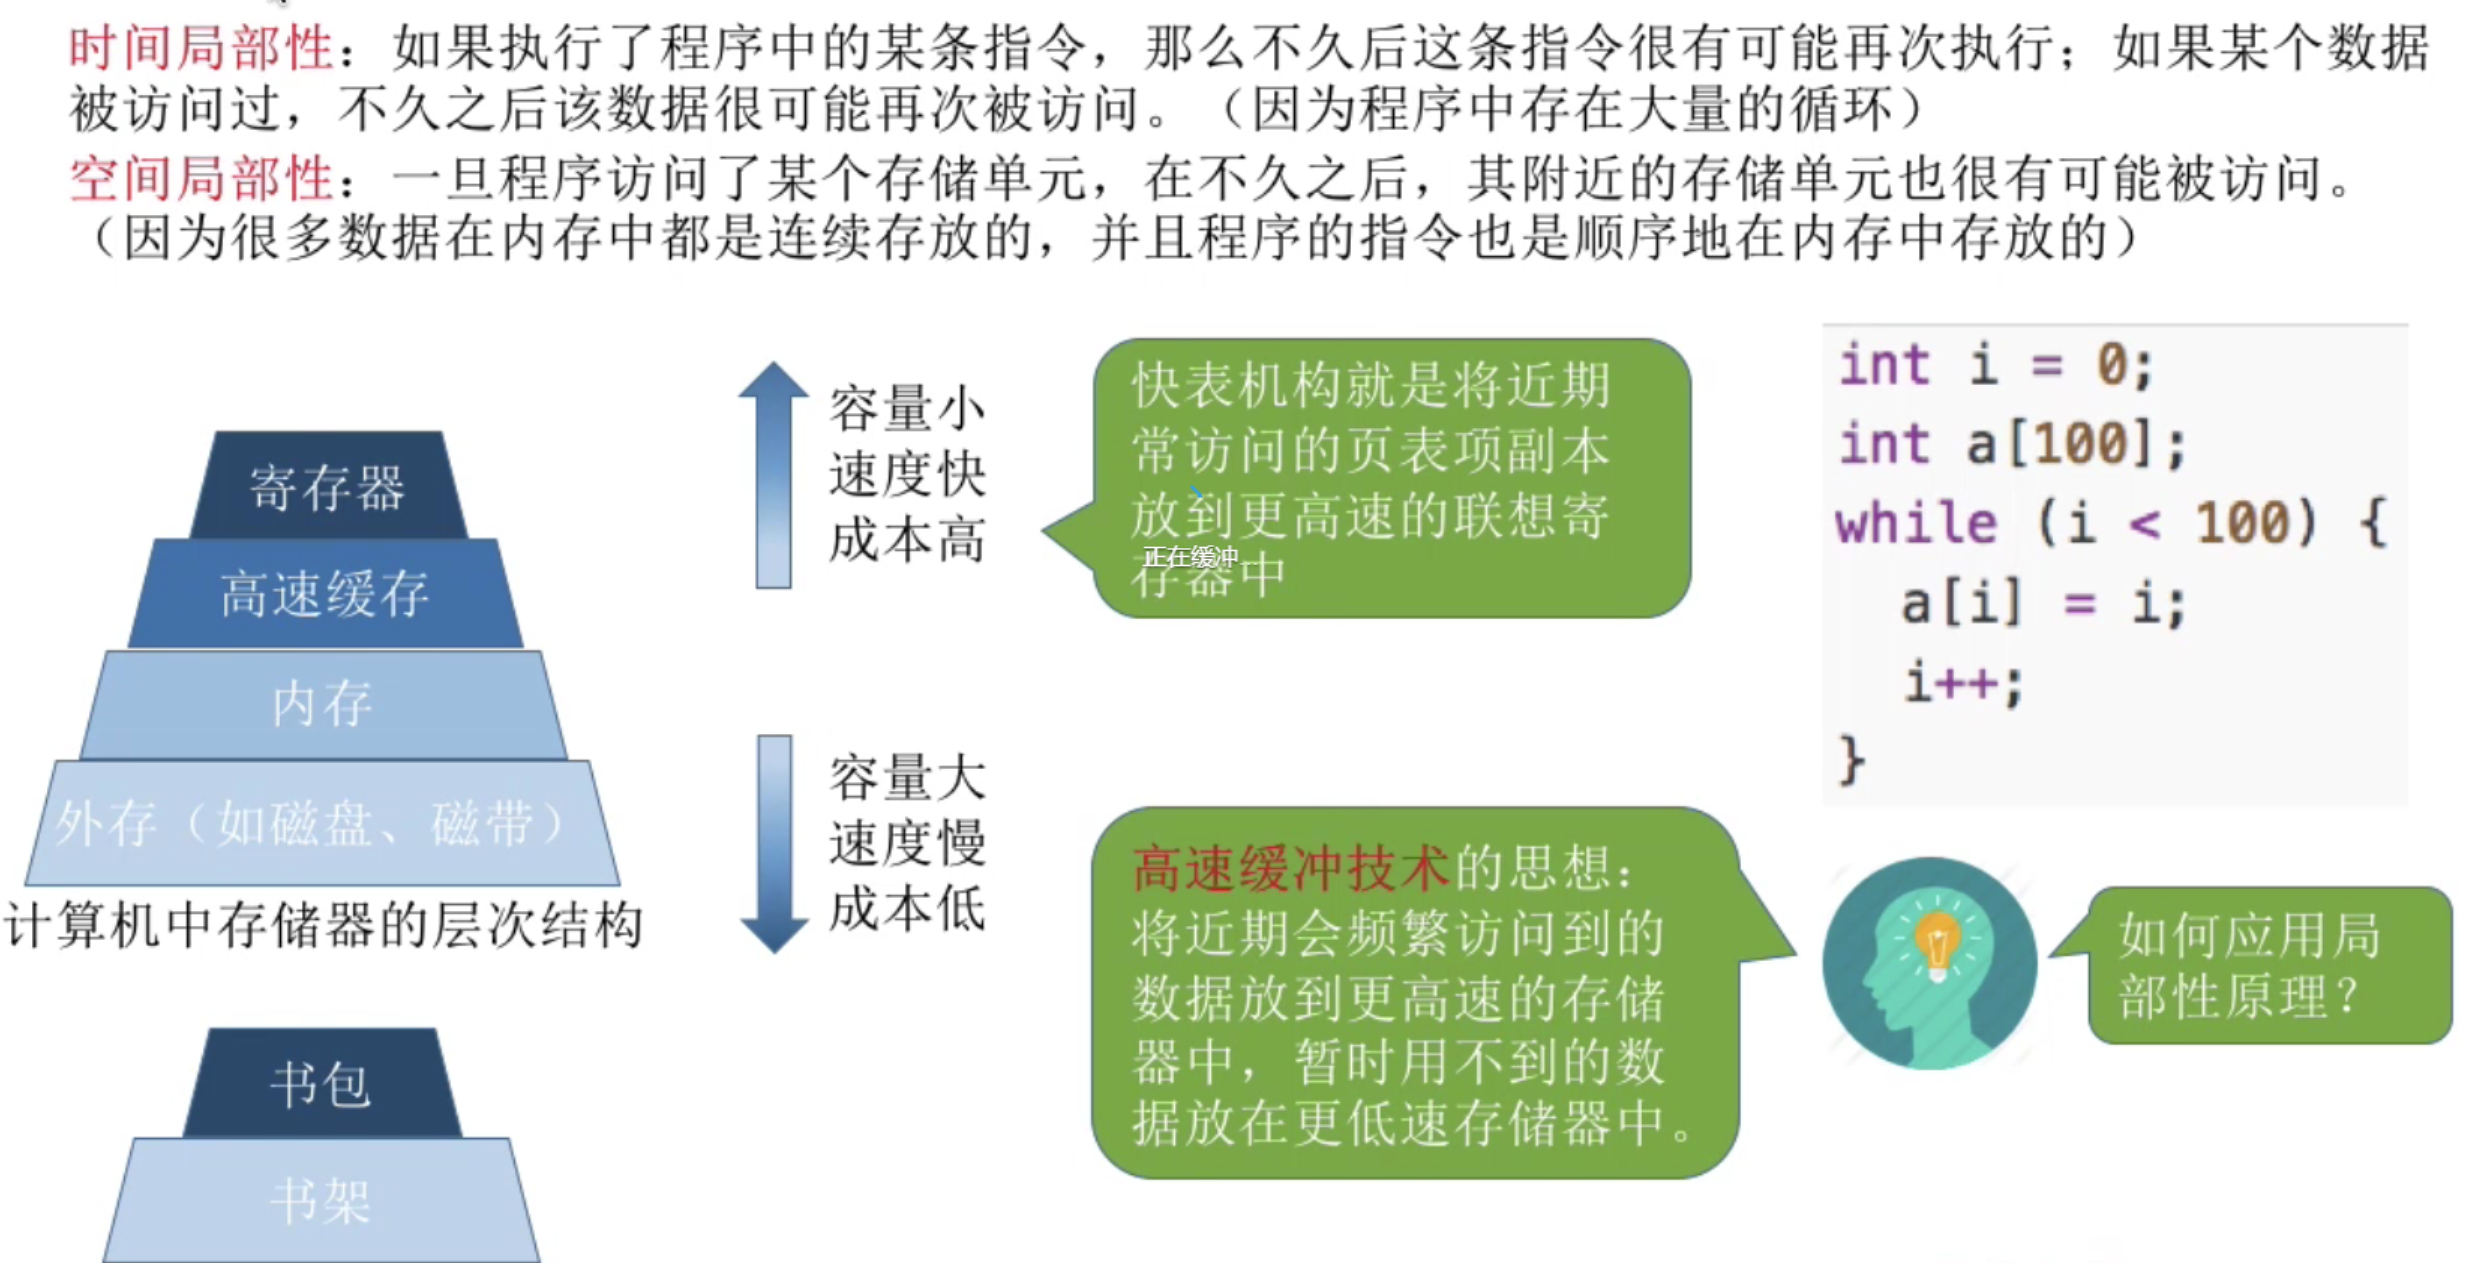 时间局部性：如果执行了程序中的某条指令，那么不久后这条指令很有可能再次执行；如果某个数据
被访问过，不久之后该数据很可能再次被访问。（因为程序中存在大量的循环）
空间局部性：一旦程序访问了某个存储单元，在不久之后，其附近的存储单元也很有可能被访问。
（因为很多数据在内存中都是连续存放的，并且程序的指令也是顺序地在内存中存放的）
寄存器
高速缓存
内存
外存（如磁盘、磁带）
计算机中存储器的层次结构
书包
书架
容量小
速度快
成本高
容量大
速度慢
成本低
快表机构就是将近期
常访问的页表项副本
放到更高速的联想寄
存器中
正在缓冲...
高速缓冲技术的思想：
将近期会频繁访问到的
数据放到更高速的存储
器中，暂时用不到的数
据放在更低速存储器中。
int i = 0;
int a[100];
while (i < 100) {
a[i] = i;
i++;
}
如何应用局
部性原理？